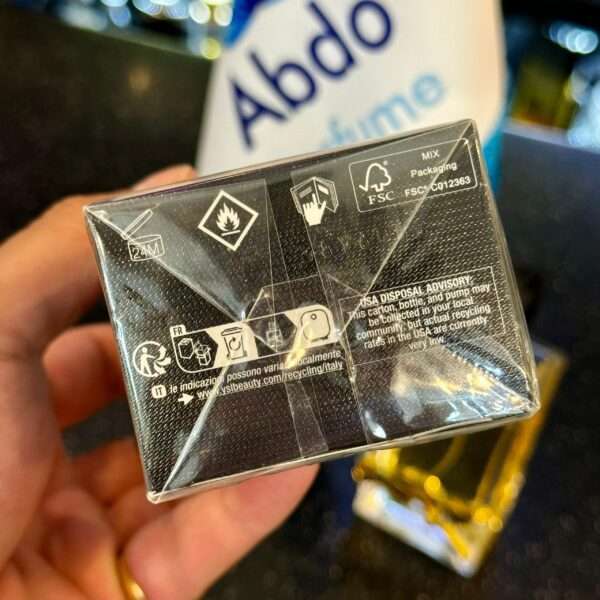 Abdo
fume
MIX
Packaging
FSC
FSC® C012363
24M
USA DISPOSAL ADVISORY:
This carton, bottle, and pump may
be collected in your local
community, but actual recycling
rates in the USA are currently
very low.
FR
IT le indicazioni possono variare localmente
www.yslbeauty.com/recycling/italy